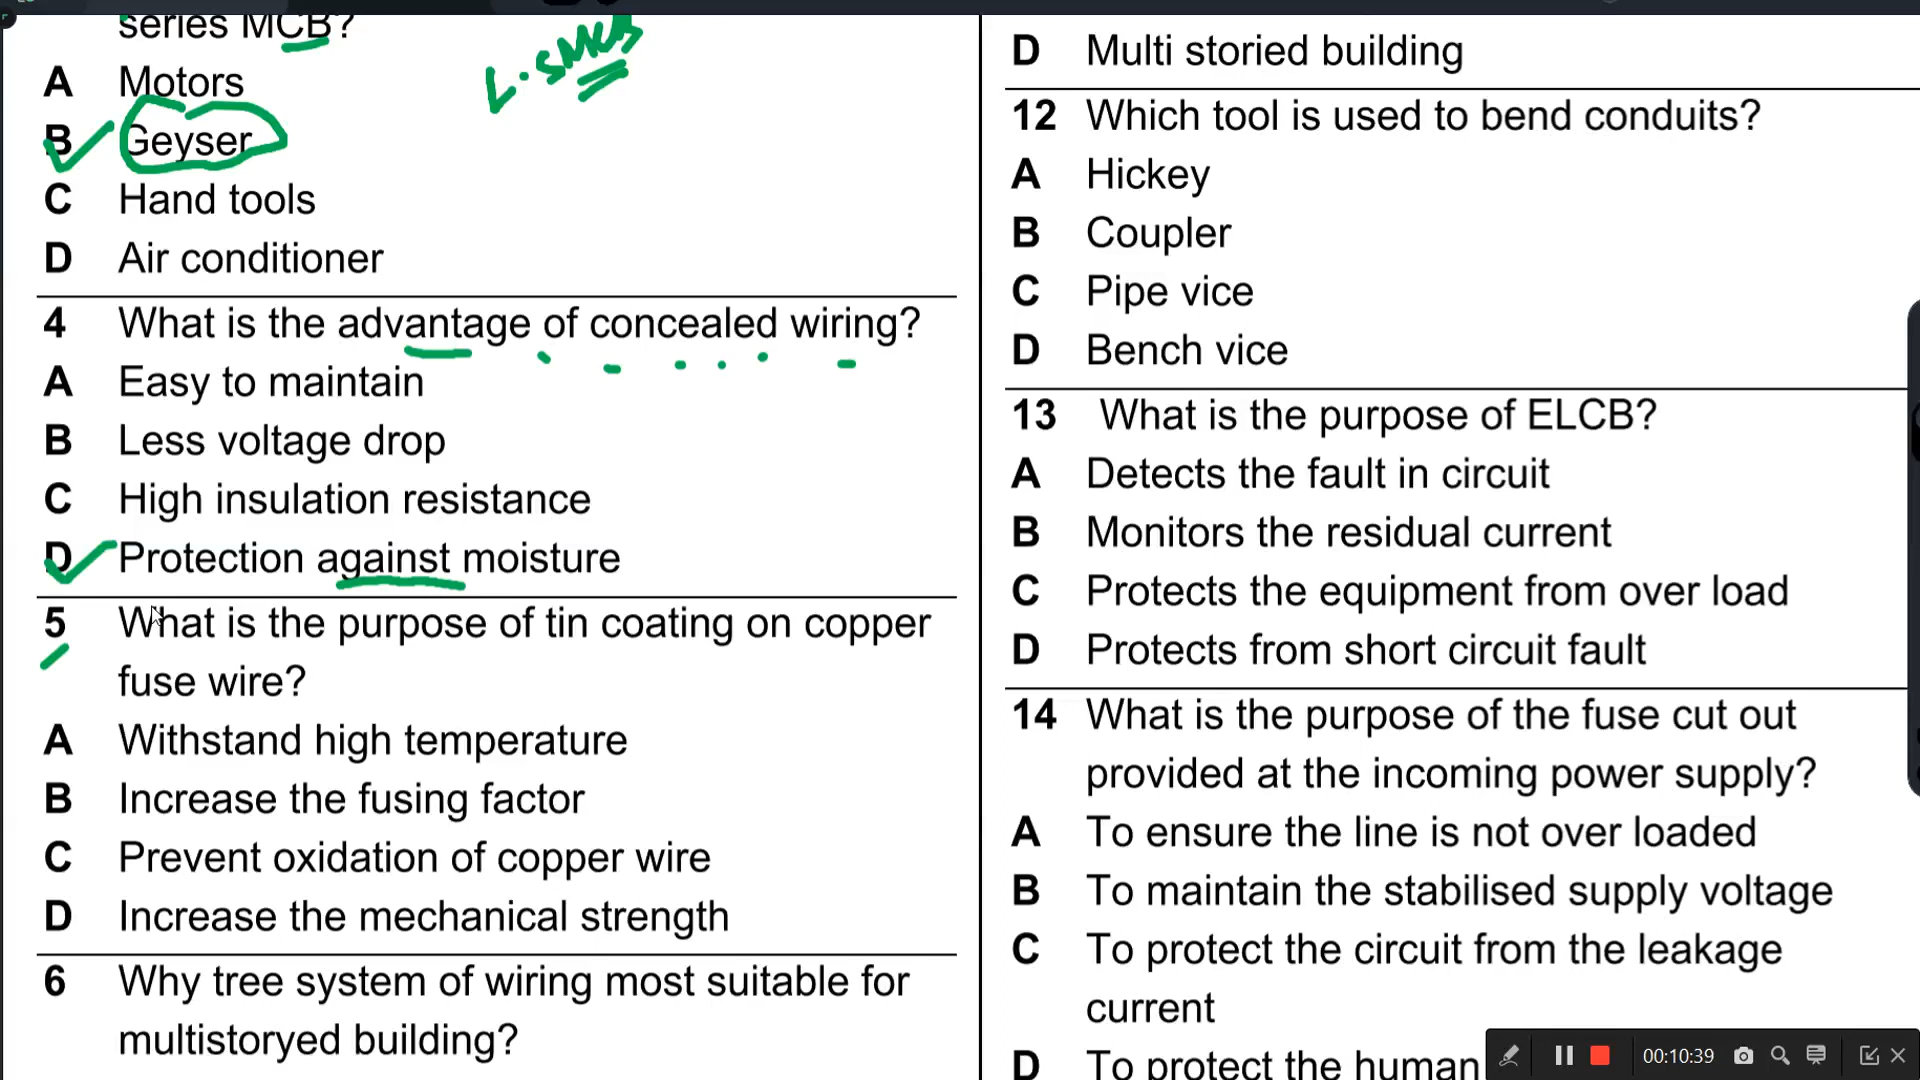 series MCB?
L.SMCB
A Motors
B Geyser
C Hand tools
D Air conditioner
4 What is the advantage of concealed wiring?
A Easy to maintain
B Less voltage drop
C High insulation resistance
D Protection against moisture
5 What is the purpose of tin coating on copper
fuse wire?
A Withstand high temperature
B Increase the fusing factor
C Prevent oxidation of copper wire
D Increase the mechanical strength
6 Why tree system of wiring most suitable for
multistoryed building?
D Multi storied building
12 Which tool is used to bend conduits?
A Hickey
B Coupler
C Pipe vice
D Bench vice
13 What is the purpose of ELCB?
A Detects the fault in circuit
B Monitors the residual current
C Protects the equipment from over load
D Protects from short circuit fault
14 What is the purpose of the fuse cut out
provided at the incoming power supply?
A To ensure the line is not over loaded
B To maintain the stabilised supply voltage
C To protect the circuit from the leakage
current
D To protect the human
00:10:39